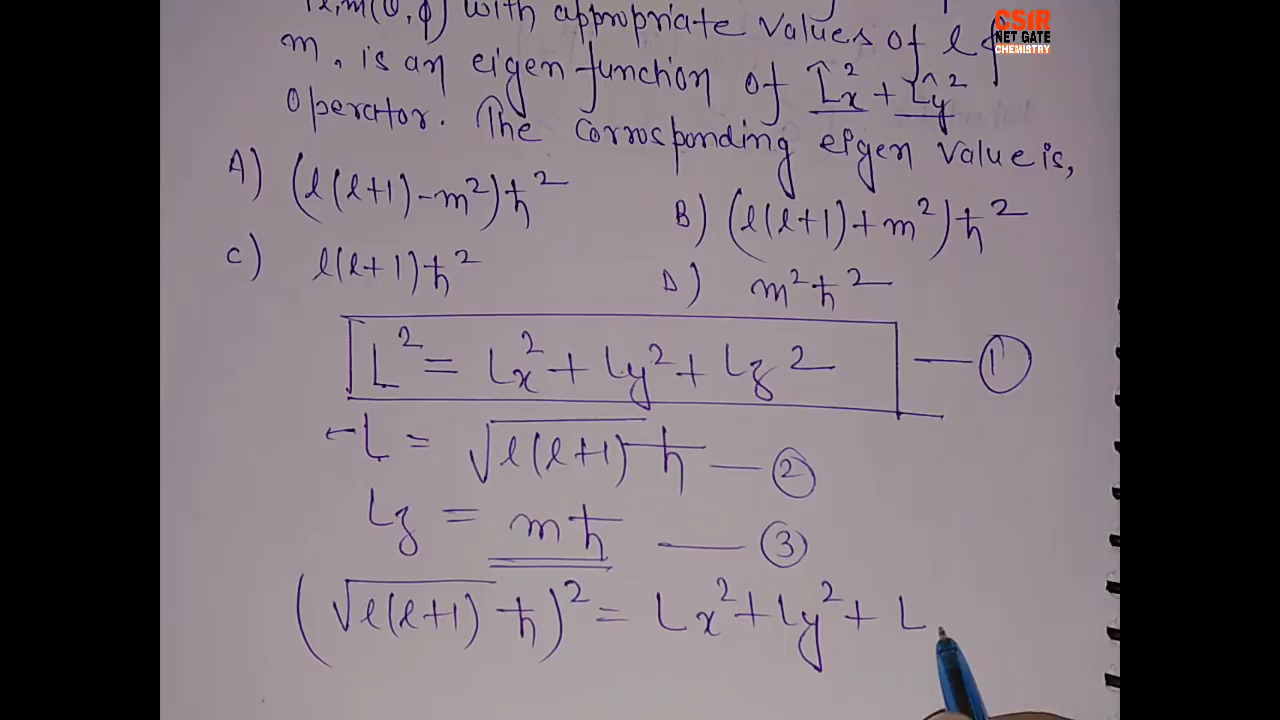 Yℓ,m(θ,ϕ) with appropriate values of ℓ &
m, is an eigen function of L̂x² + L̂y²
operator. The corrosponding eigen value is,
A) (ℓ(ℓ+1)-m²)ħ²
B) (ℓ(ℓ+1)+m²)ħ²
C) ℓ(ℓ+1)ħ²
D) m²ħ²
L² = Lx² + Ly² + Lz² — ①
L = √ℓ(ℓ+1) ħ — ②
Lz = mħ — ③
(√ℓ(ℓ+1) ħ)² = Lx² + Ly² + L
CSIR
NET GATE
CHEMISTRY